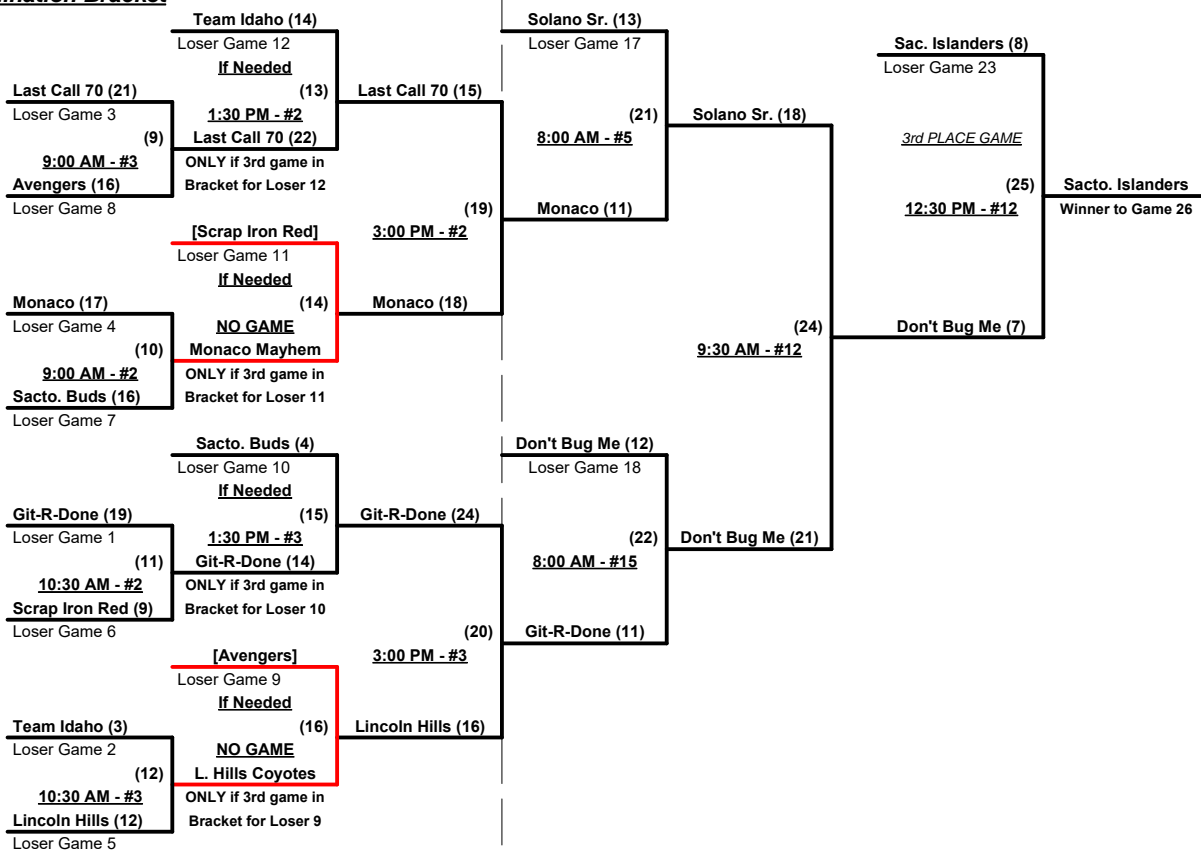 Bracket
Team Idaho (14)
Loser Game 12
If Needed
Last Call 70 (21)
Loser Game 3
(13)
1:30 PM - #2
Last Call 70 (15)
(9)
9:00 AM - #3
Last Call 70 (22)
ONLY if 3rd game in
Bracket for Loser 12
Avengers (16)
Loser Game 8
[Scrap Iron Red]
Loser Game 11
If Needed
(19)
3:00 PM - #2
Monaco (17)
Loser Game 4
(14)
NO GAME
Monaco (18)
(10)
9:00 AM - #2
Monaco Mayhem
ONLY if 3rd game in
Bracket for Loser 11
Sacto. Buds (16)
Loser Game 7
Sacto. Buds (4)
Loser Game 10
If Needed
Git-R-Done (19)
Loser Game 1
(15)
1:30 PM - #3
Git-R-Done (24)
(11)
10:30 AM - #2
Git-R-Done (14)
ONLY if 3rd game in
Bracket for Loser 10
Scrap Iron Red (9)
Loser Game 6
[Avengers]
Loser Game 9
If Needed
(20)
3:00 PM - #3
Team Idaho (3)
Loser Game 2
(16)
NO GAME
Lincoln Hills (16)
(12)
10:30 AM - #3
L. Hills Coyotes
ONLY if 3rd game in
Bracket for Loser 9
Lincoln Hills (12)
Loser Game 5
Solano Sr. (13)
Loser Game 17
(21)
8:00 AM - #5
Solano Sr. (18)
Monaco (11)
(24)
9:30 AM - #12
Don't Bug Me (12)
Loser Game 18
(22)
8:00 AM - #15
Don't Bug Me (21)
Git-R-Done (11)
Sac. Islanders (8)
Loser Game 23
3rd PLACE GAME
(25)
12:30 PM - #12
Sacto. Islanders
Winner to Game 26
Don't Bug Me (7)